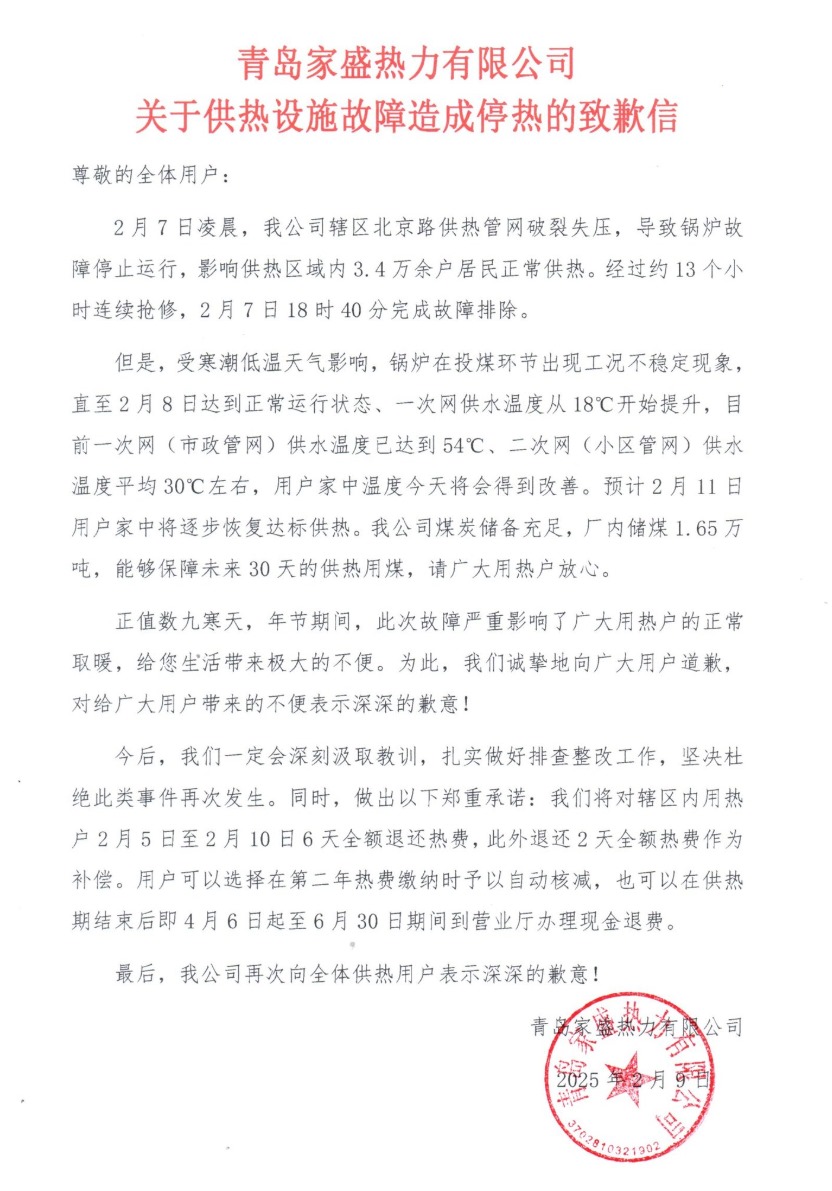 青岛家盛热力有限公司
关于供热设施故障造成停热的致歉信
尊敬的全体用户：
2月7日凌晨，我公司辖区北京路供热管网破裂失压，导致锅炉故
障停止运行，影响供热区域内3.4万余户居民正常供热。经过约13个小
时连续抢修，2月7日18时40分完成故障排除。
但是，受寒潮低温天气影响，锅炉在投煤环节出现工况不稳定现象，
直至2月8日达到正常运行状态、一次网供水温度从18℃开始提升，目
前一次网（市政管网）供水温度已达到54℃、二次网（小区管网）供水
温度平均30℃左右，用户家中温度今天将会得到改善。预计2月11日
用户家中将逐步恢复达标供热。我公司煤炭储备充足，厂内储煤1.65万
吨，能够保障未来30天的供热用煤，请广大用热户放心。
正值数九寒天，年节期间，此次故障严重影响了广大用热户的正常
取暖，给您生活带来极大的不便。为此，我们诚挚地向广大用户道歉，
对给广大用户带来的不便表示深深的歉意！
今后，我们一定会深刻汲取教训，扎实做好排查整改工作，坚决杜
绝此类事件再次发生。同时，做出以下郑重承诺：我们将对辖区内用热
户2月5日至2月10日6天全额退还热费，此外退还2天全额热费作为
补偿。用户可以选择在第二年热费缴纳时予以自动核减，也可以在供热
期结束后即4月6日起至6月30日期间到营业厅办理现金退费。
最后，我公司再次向全体供热用户表示深深的歉意！
青岛家盛热力有限公司
2025年2月9日
青岛家盛热力有限公司
3703810321902